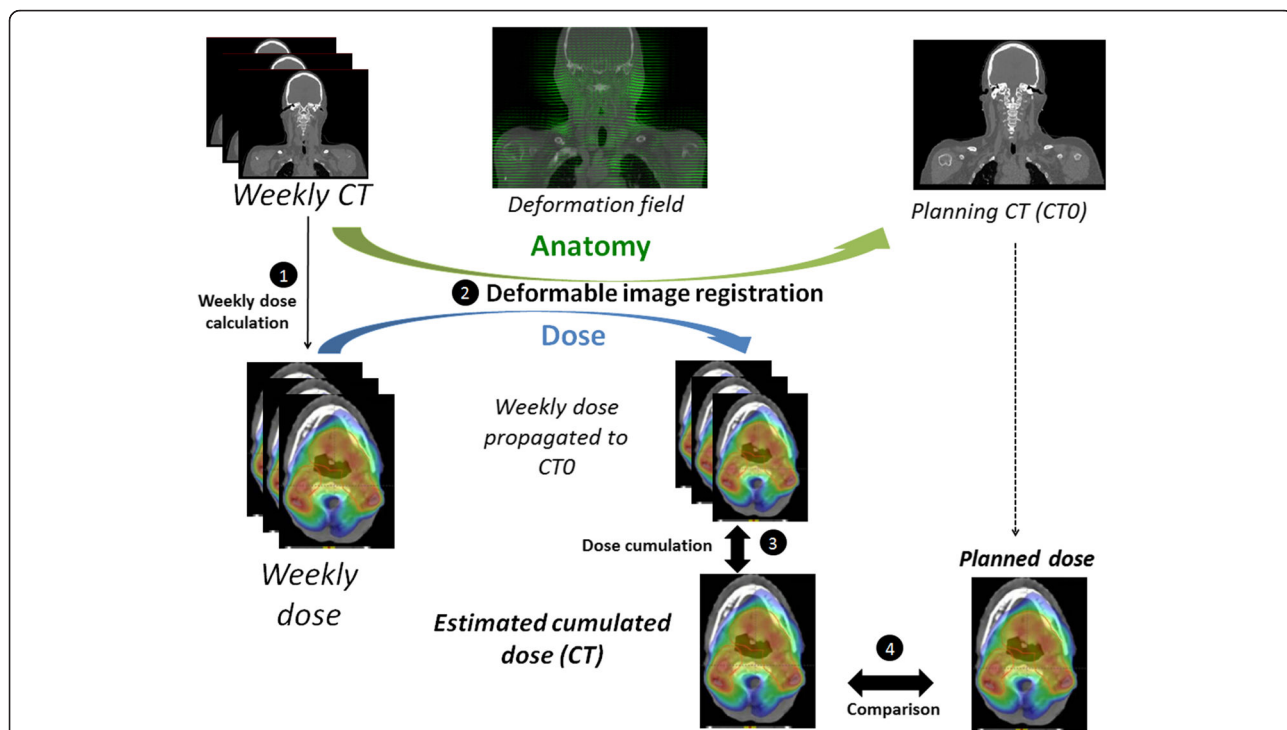 Weekly CT
Deformation field
Planning CT (CT0)
Anatomy
1
Weekly dose
calculation
2 Deformable image registration
Dose
Weekly dose
propagated to
CT0
Dose cumulation
3
Weekly
dose
Planned dose
Estimated cumulated
dose (CT)
4
Comparison